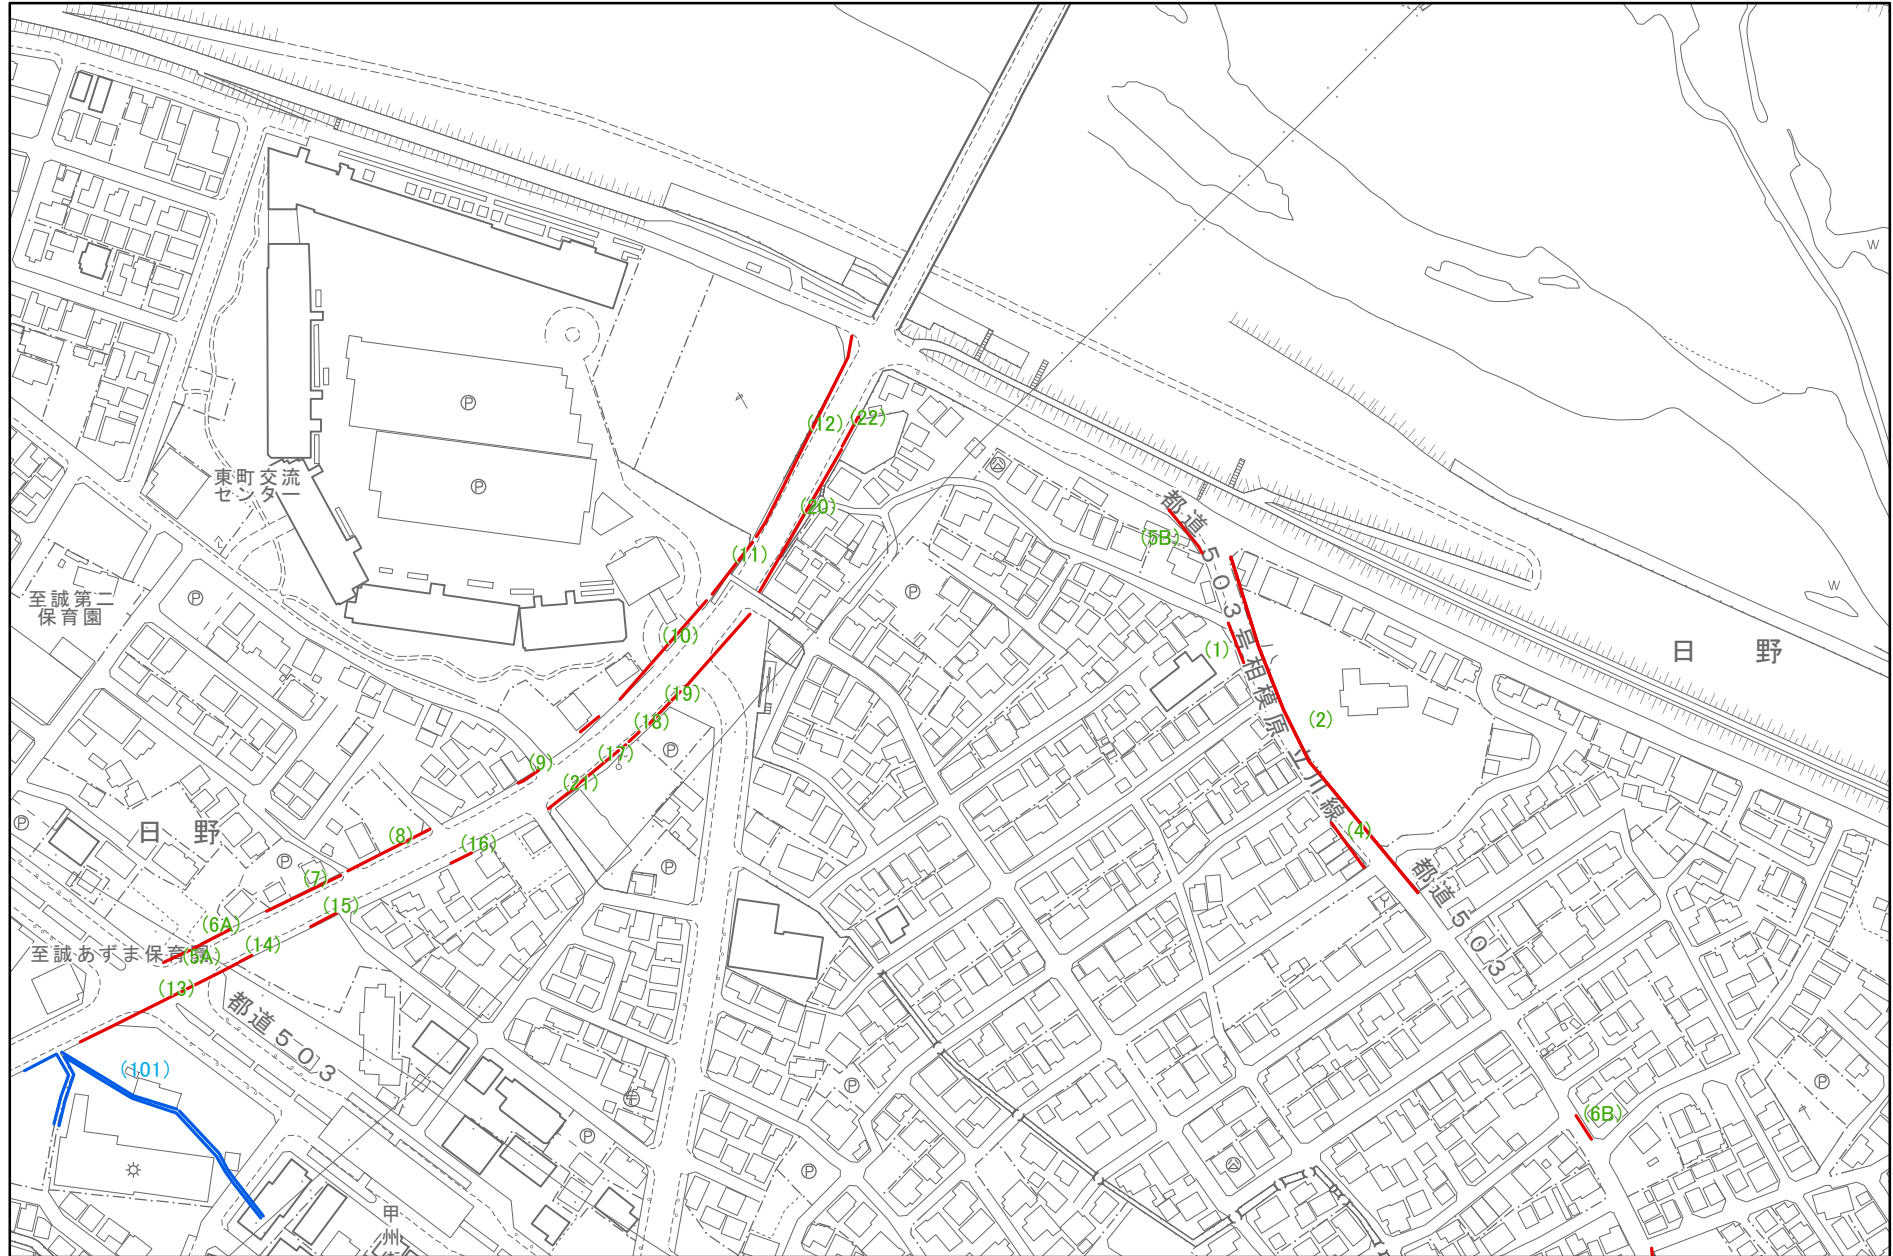 東町交流
センター
至誠第二
保育園
日 野
至誠あずま保育園
都道503
甲州街
都道503号相模原立川線
都道503
日 野
(12)
(22)
(20)
(11)
(10)
(19)
(18)
(17)
(21)
(9)
(8)
(16)
(7)
(15)
(6A)
(14)
(5A)
(13)
(101)
(5B)
(1)
(2)
(4)
(6B)
Ⓟ
Ⓟ
Ⓟ
Ⓟ
Ⓟ
Ⓟ
Ⓟ
Ⓟ
Ⓟ
Ⓟ
Ⓟ
Ⓟ